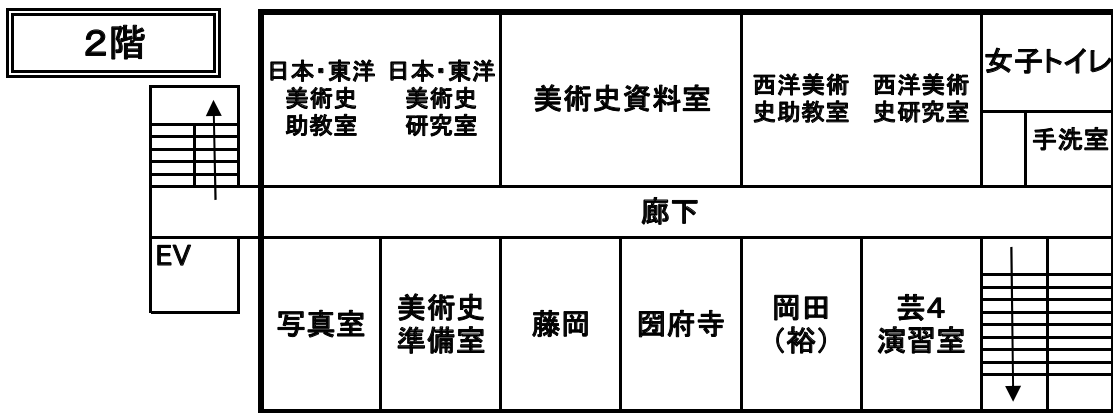 2階
日本・東洋
美術史
助教室
日本・東洋
美術史
研究室
美術史資料室
西洋美術
史助教室
西洋美術
史研究室
女子トイレ
手洗室
廊下
EV
写真室
美術史
準備室
藤岡
圀府寺
岡田
（裕）
芸4
演習室